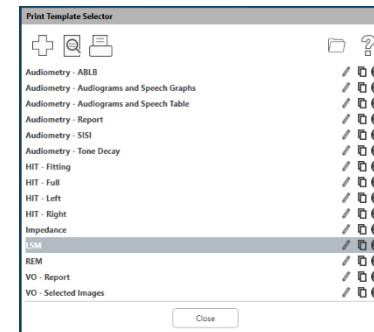 Print Template Selector
Audiometry - ABLB
Audiometry - Audiograms and Speech Graphs
Audiometry - Audiograms and Speech Table
Audiometry - Report
Audiometry - SISI
Audiometry - Tone Decay
HIT - Fitting
HIT - Full
HIT - Left
HIT - Right
Impedance
LSM
REM
VO - Report
VO - Selected Images
Close